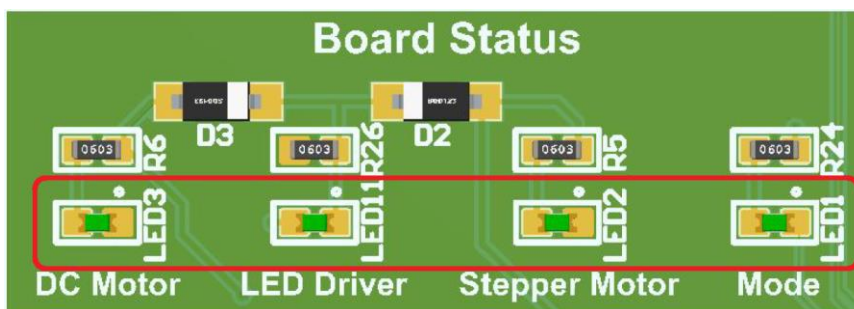 Board Status
D3
D2
0603 R6
0603 R26
0603 R5
0603 R24
LED3
LED11
LED2
LED1
DC Motor
LED Driver
Stepper Motor
Mode